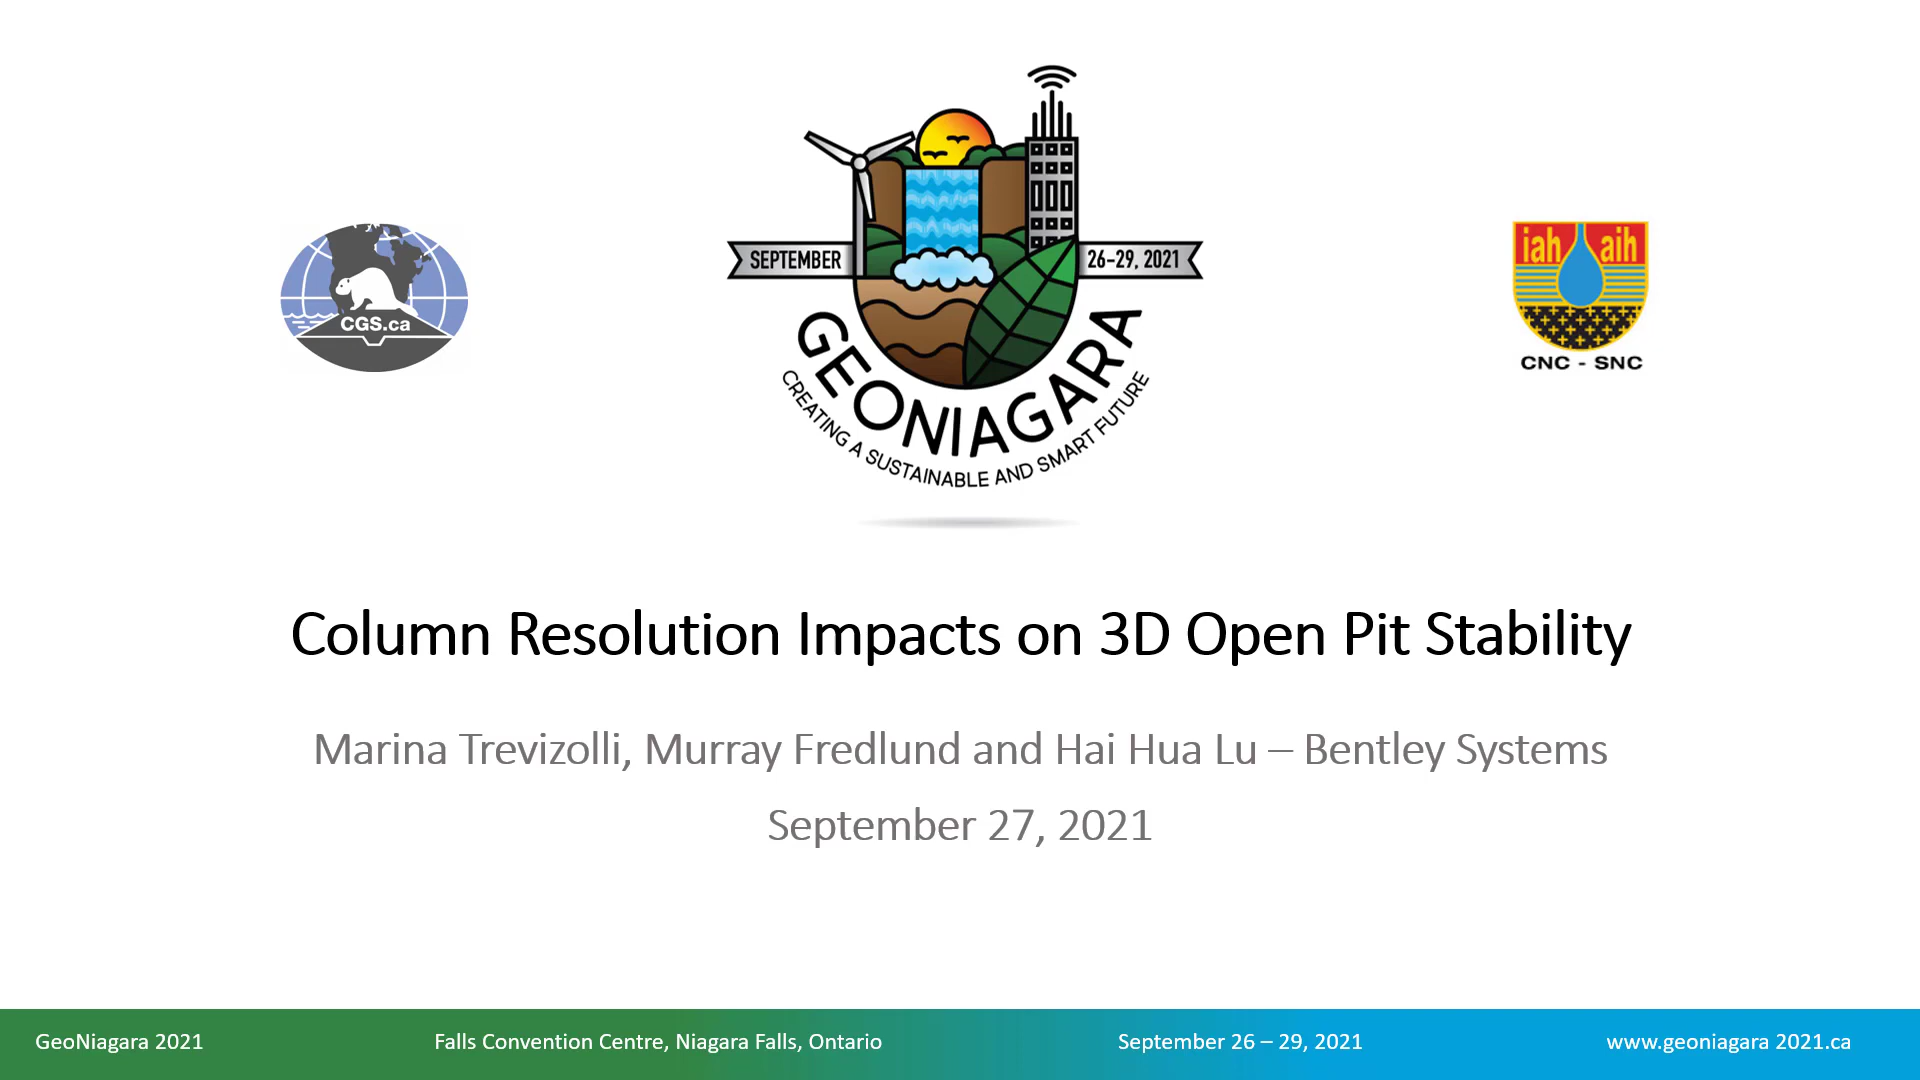 CGS.ca
SEPTEMBER
26-29, 2021
GEONIAGARA
CREATING A SUSTAINABLE AND SMART FUTURE
iah aih
CNC - SNC
Column Resolution Impacts on 3D Open Pit Stability
Marina Trevizolli, Murray Fredlund and Hai Hua Lu – Bentley Systems
September 27, 2021
GeoNiagara 2021
Falls Convention Centre, Niagara Falls, Ontario
September 26 – 29, 2021
www.geoniagara 2021.ca